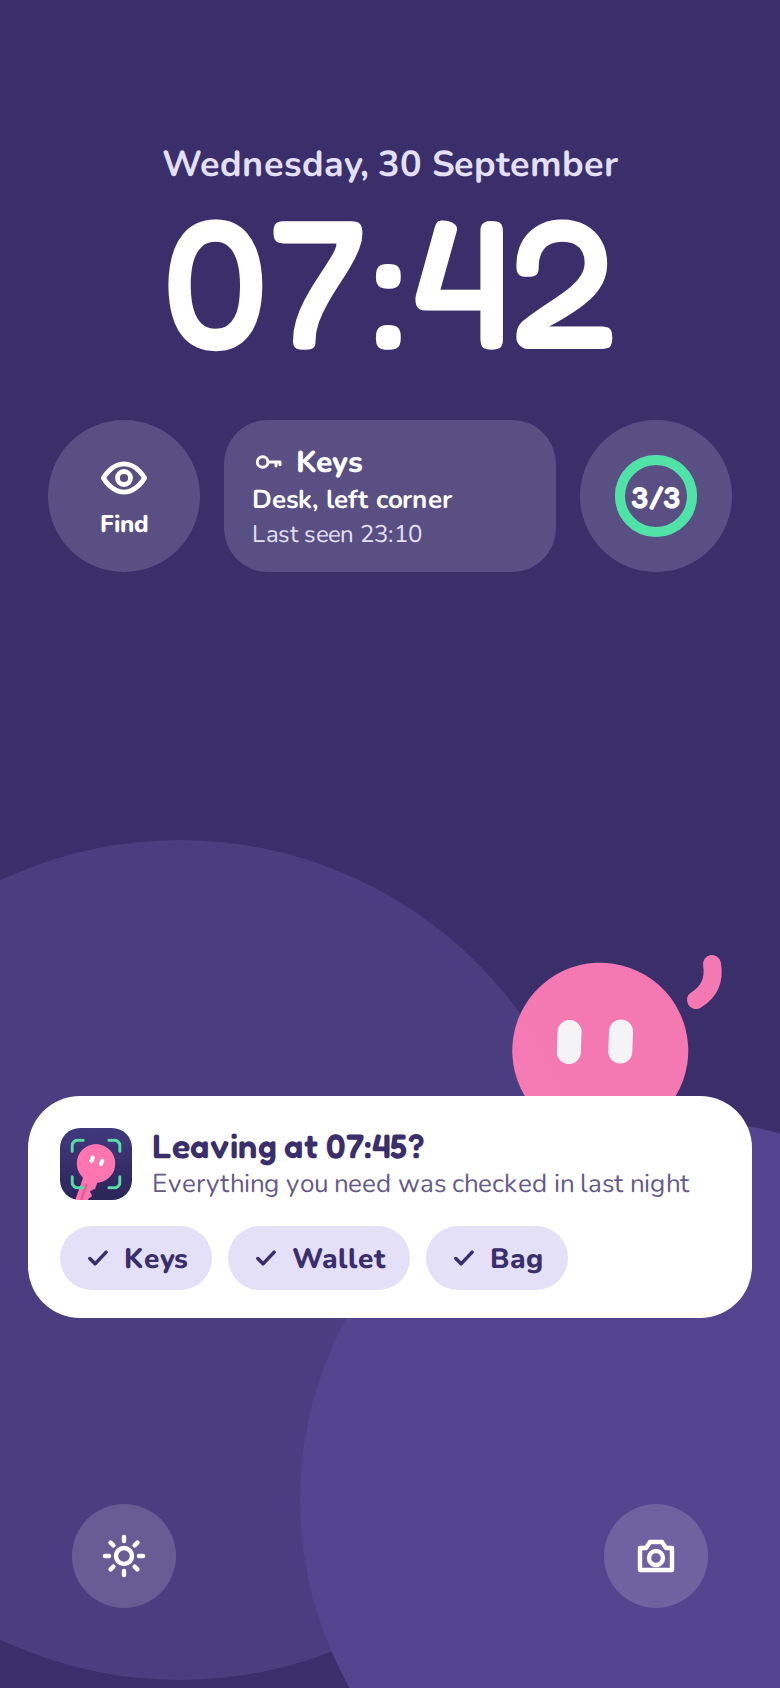 Wednesday, 30 September
07:42
Find
Keys
Desk, left corner
Last seen 23:10
3/3
Leaving at 07:45?
Everything you need was checked in last night
Keys
Wallet
Bag